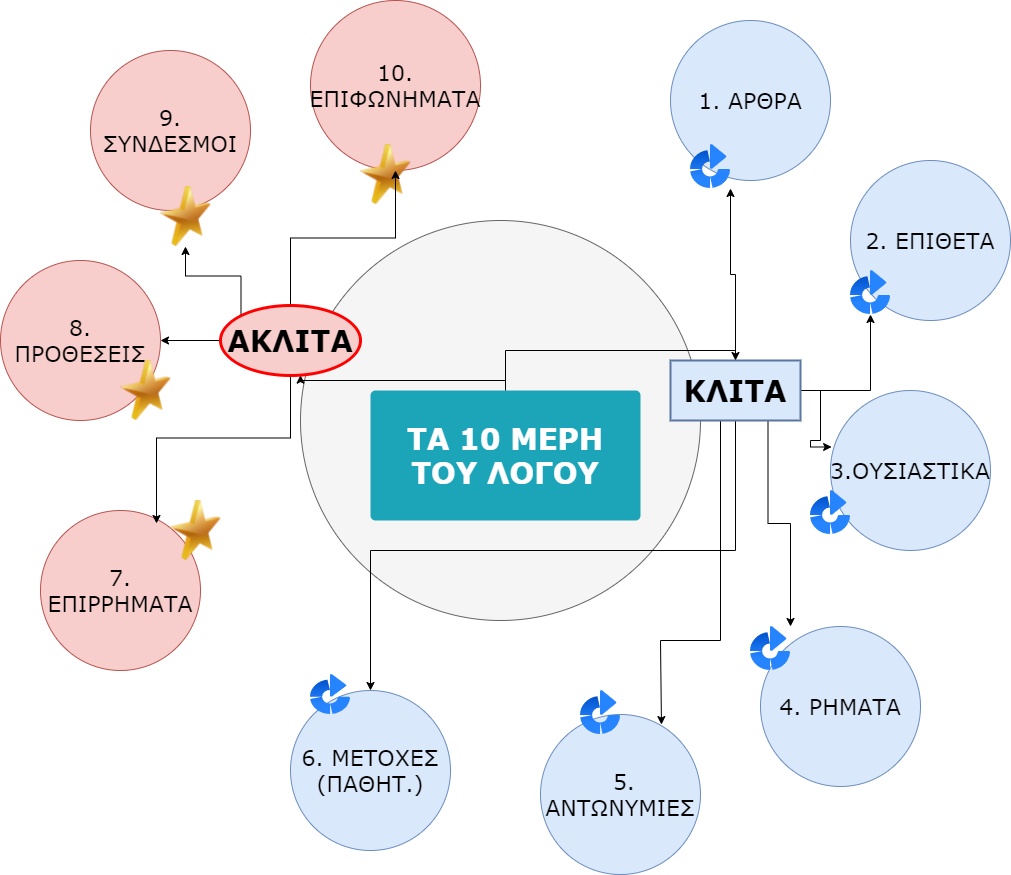 ΤΑ 10 ΜΕΡΗ
ΤΟΥ ΛΟΓΟΥ
ΚΛΙΤΑ
1. ΑΡΘΡΑ
2. ΕΠΙΘΕΤΑ
3.ΟΥΣΙΑΣΤΙΚΑ
4. ΡΗΜΑΤΑ
5.
ΑΝΤΩΝΥΜΙΕΣ
6. ΜΕΤΟΧΕΣ
(ΠΑΘΗΤ.)
ΑΚΛΙΤΑ
7.
ΕΠΙΡΡΗΜΑΤΑ
8.
ΠΡΟΘΕΣΕΙΣ
9.
ΣΥΝΔΕΣΜΟΙ
10.
ΕΠΙΦΩΝΗΜΑΤΑ